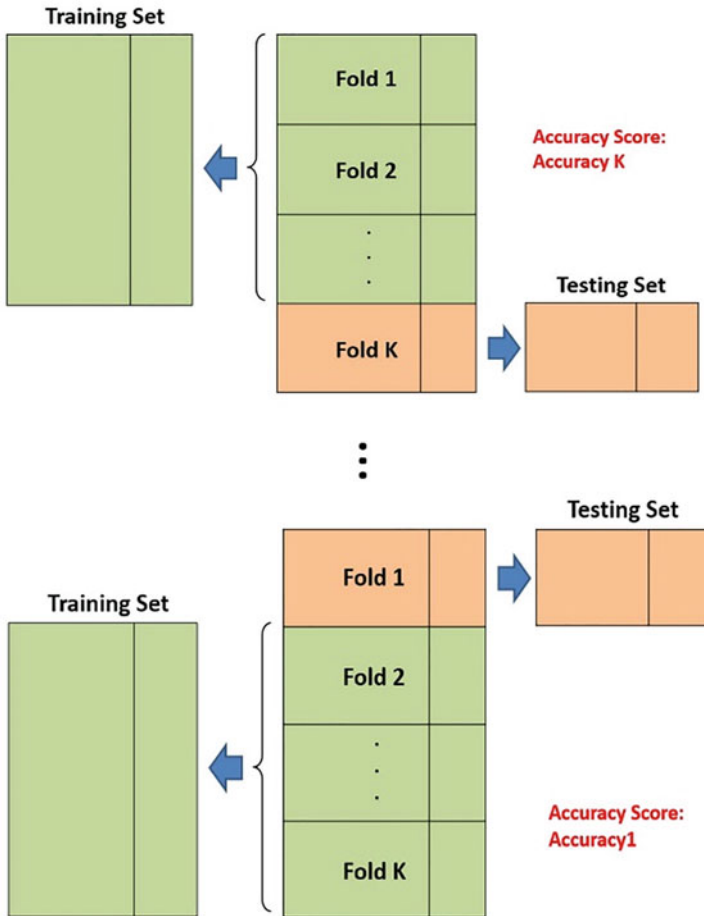 Training Set
Fold 1
Fold 2
.
.
.
Fold K
Accuracy Score:
Accuracy K
Testing Set
Testing Set
Fold 1
Training Set
Fold 2
.
.
.
Fold K
Accuracy Score:
Accuracy1